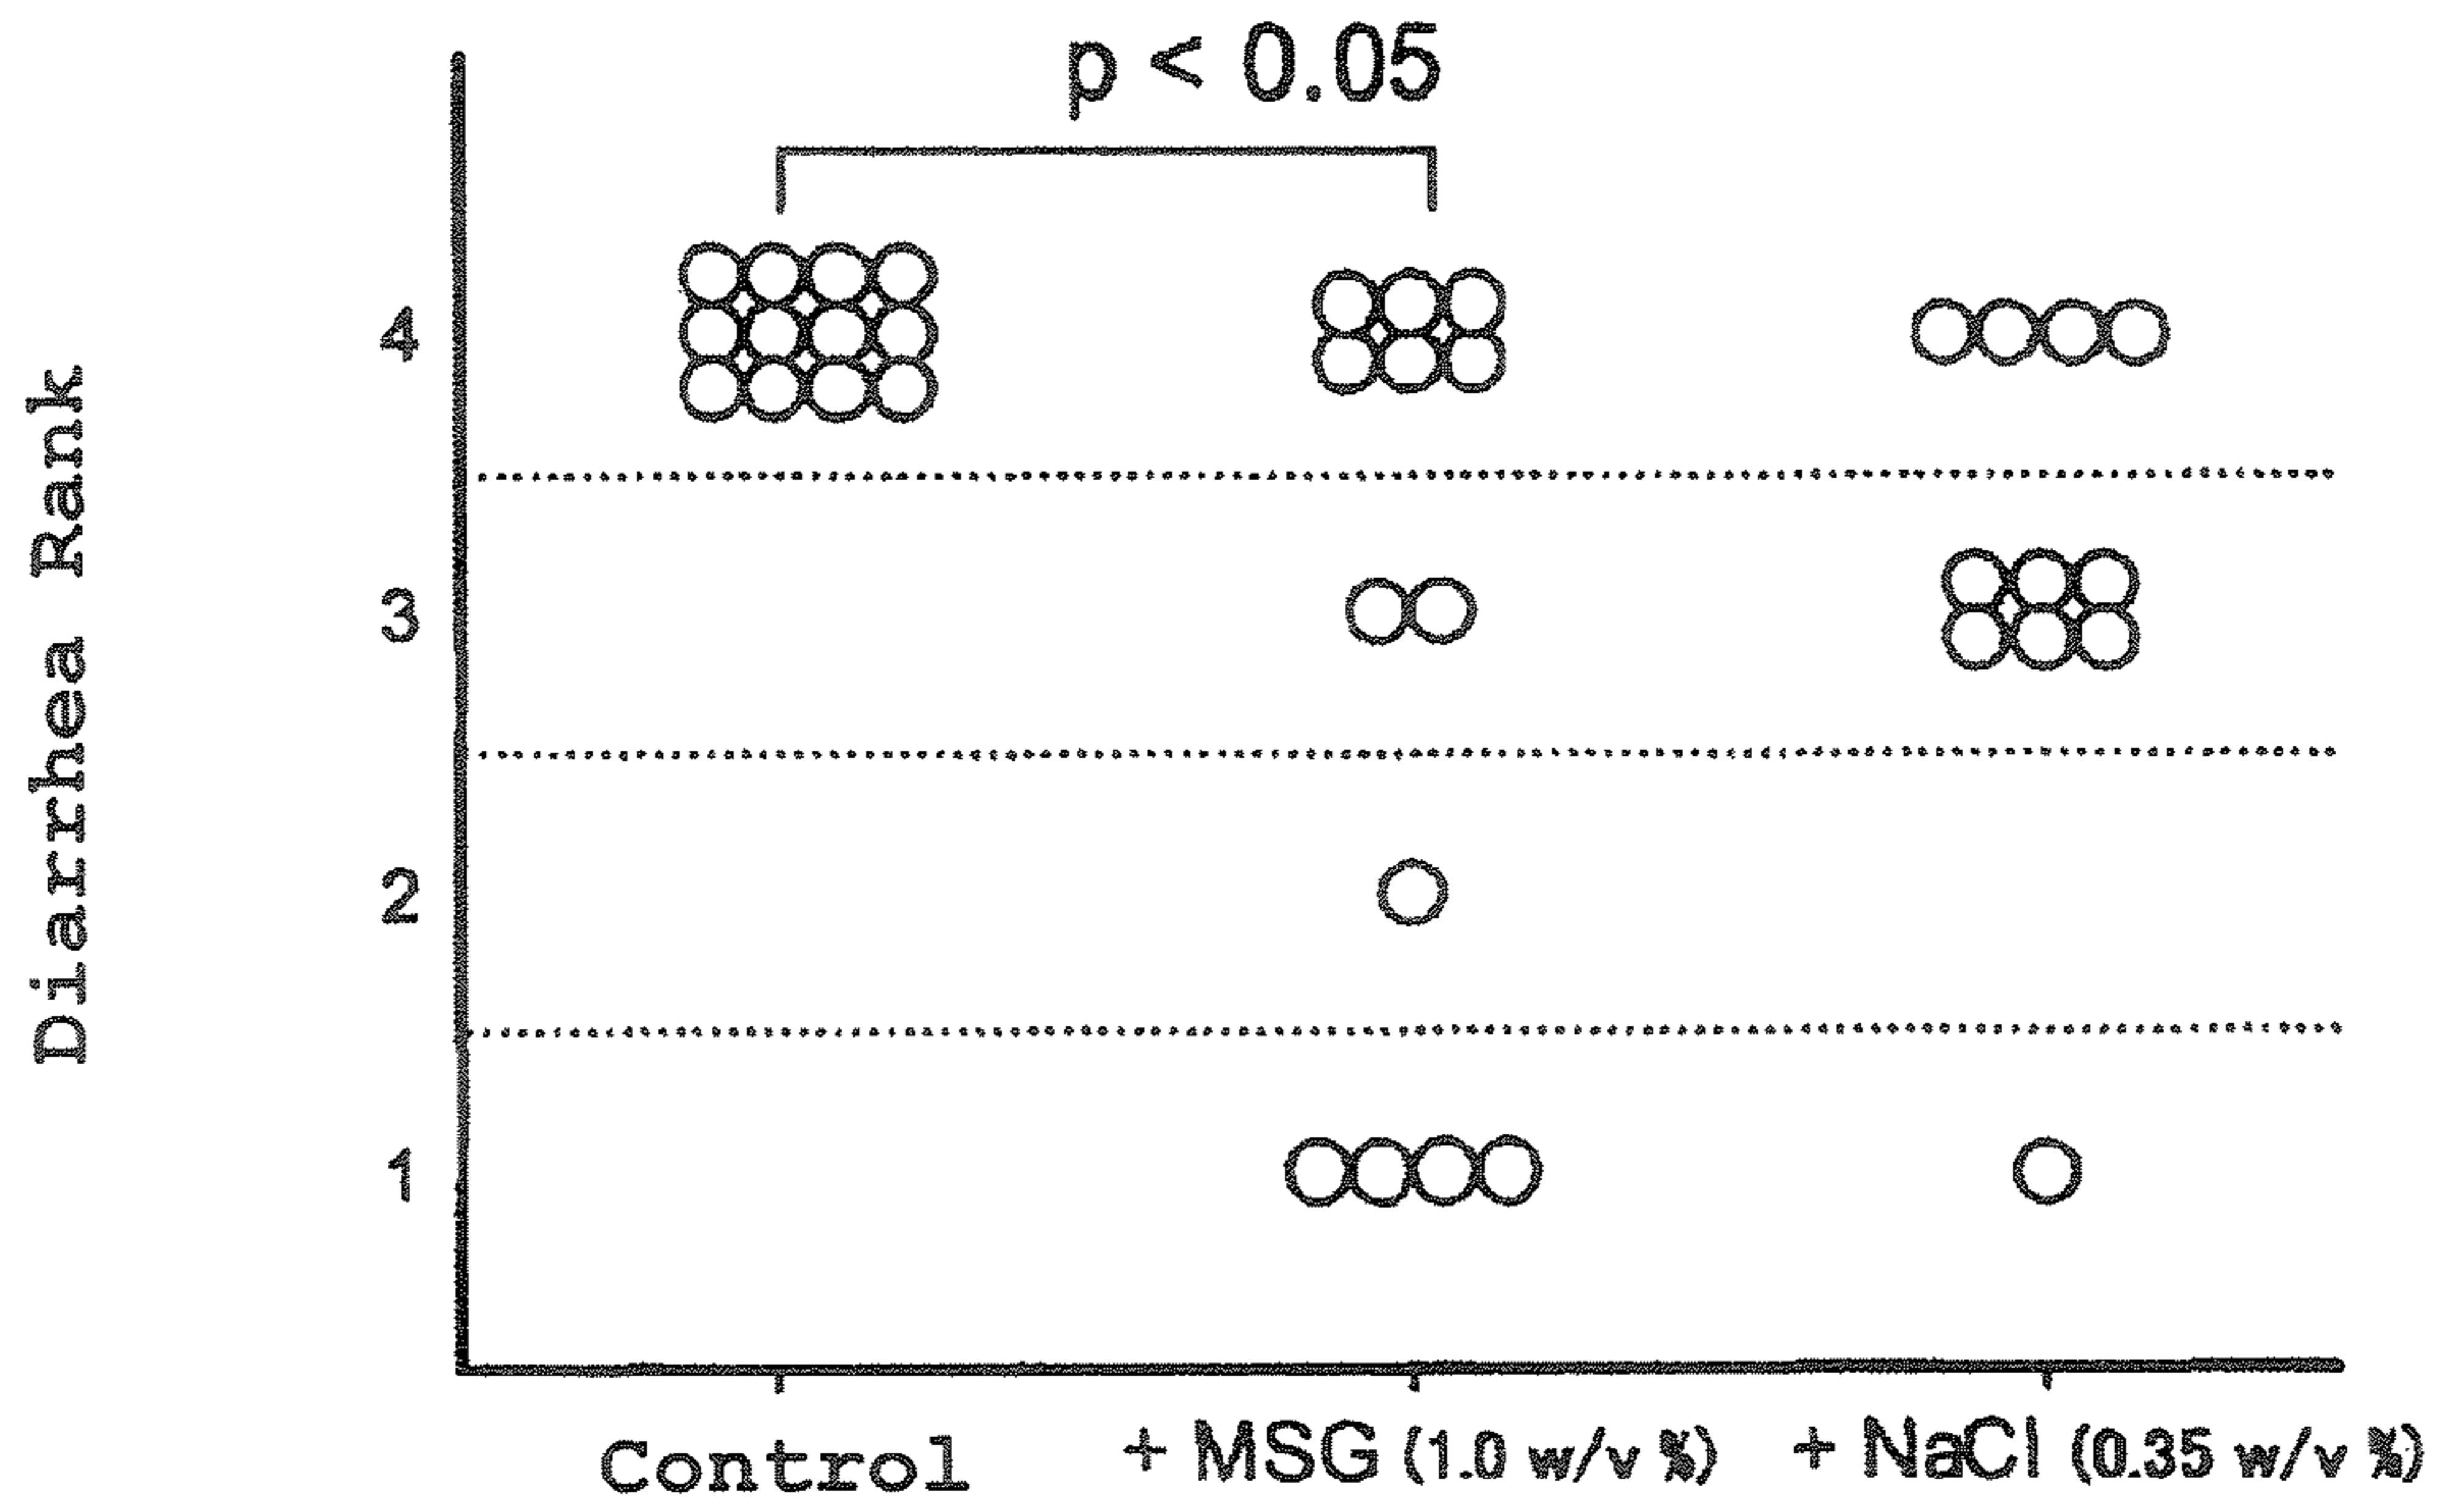 p < 0.05
Diarrhea Rank
4
3
2
1
Control + MSG (1.0 w/v %) + NaCl (0.35 w/v %)